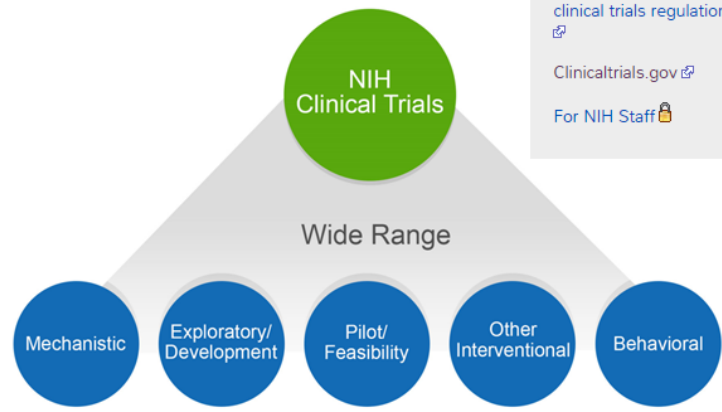 clinical trials regulation
Clinicaltrials.gov
For NIH Staff
NIH
Clinical Trials
Wide Range
Mechanistic
Exploratory/
Development
Pilot/
Feasibility
Other
Interventional
Behavioral